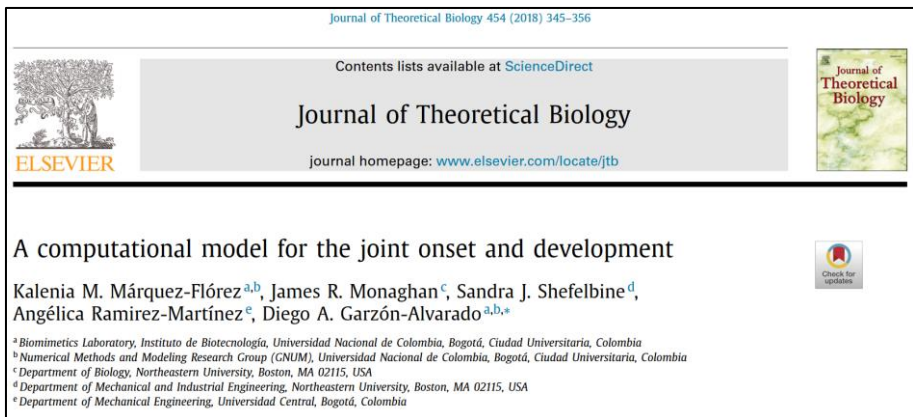 Journal of Theoretical Biology 454 (2018) 345–356
Contents lists available at ScienceDirect
Journal of Theoretical Biology
journal homepage: www.elsevier.com/locate/jtb
ELSEVIER
Journal of
Theoretical
Biology
A computational model for the joint onset and development
Check for
updates
Kalenia M. Márquez-Flórez a,b, James R. Monaghan c, Sandra J. Shefelbine d,
Angélica Ramirez-Martínez e, Diego A. Garzón-Alvarado a,b,*
a Biomimetics Laboratory, Instituto de Biotecnología, Universidad Nacional de Colombia, Bogotá, Ciudad Universitaria, Colombia
b Numerical Methods and Modeling Research Group (GNUM), Universidad Nacional de Colombia, Bogotá, Ciudad Universitaria, Colombia
c Department of Biology, Northeastern University, Boston, MA 02115, USA
d Department of Mechanical and Industrial Engineering, Northeastern University, Boston, MA 02115, USA
e Department of Mechanical Engineering, Universidad Central, Bogotá, Colombia